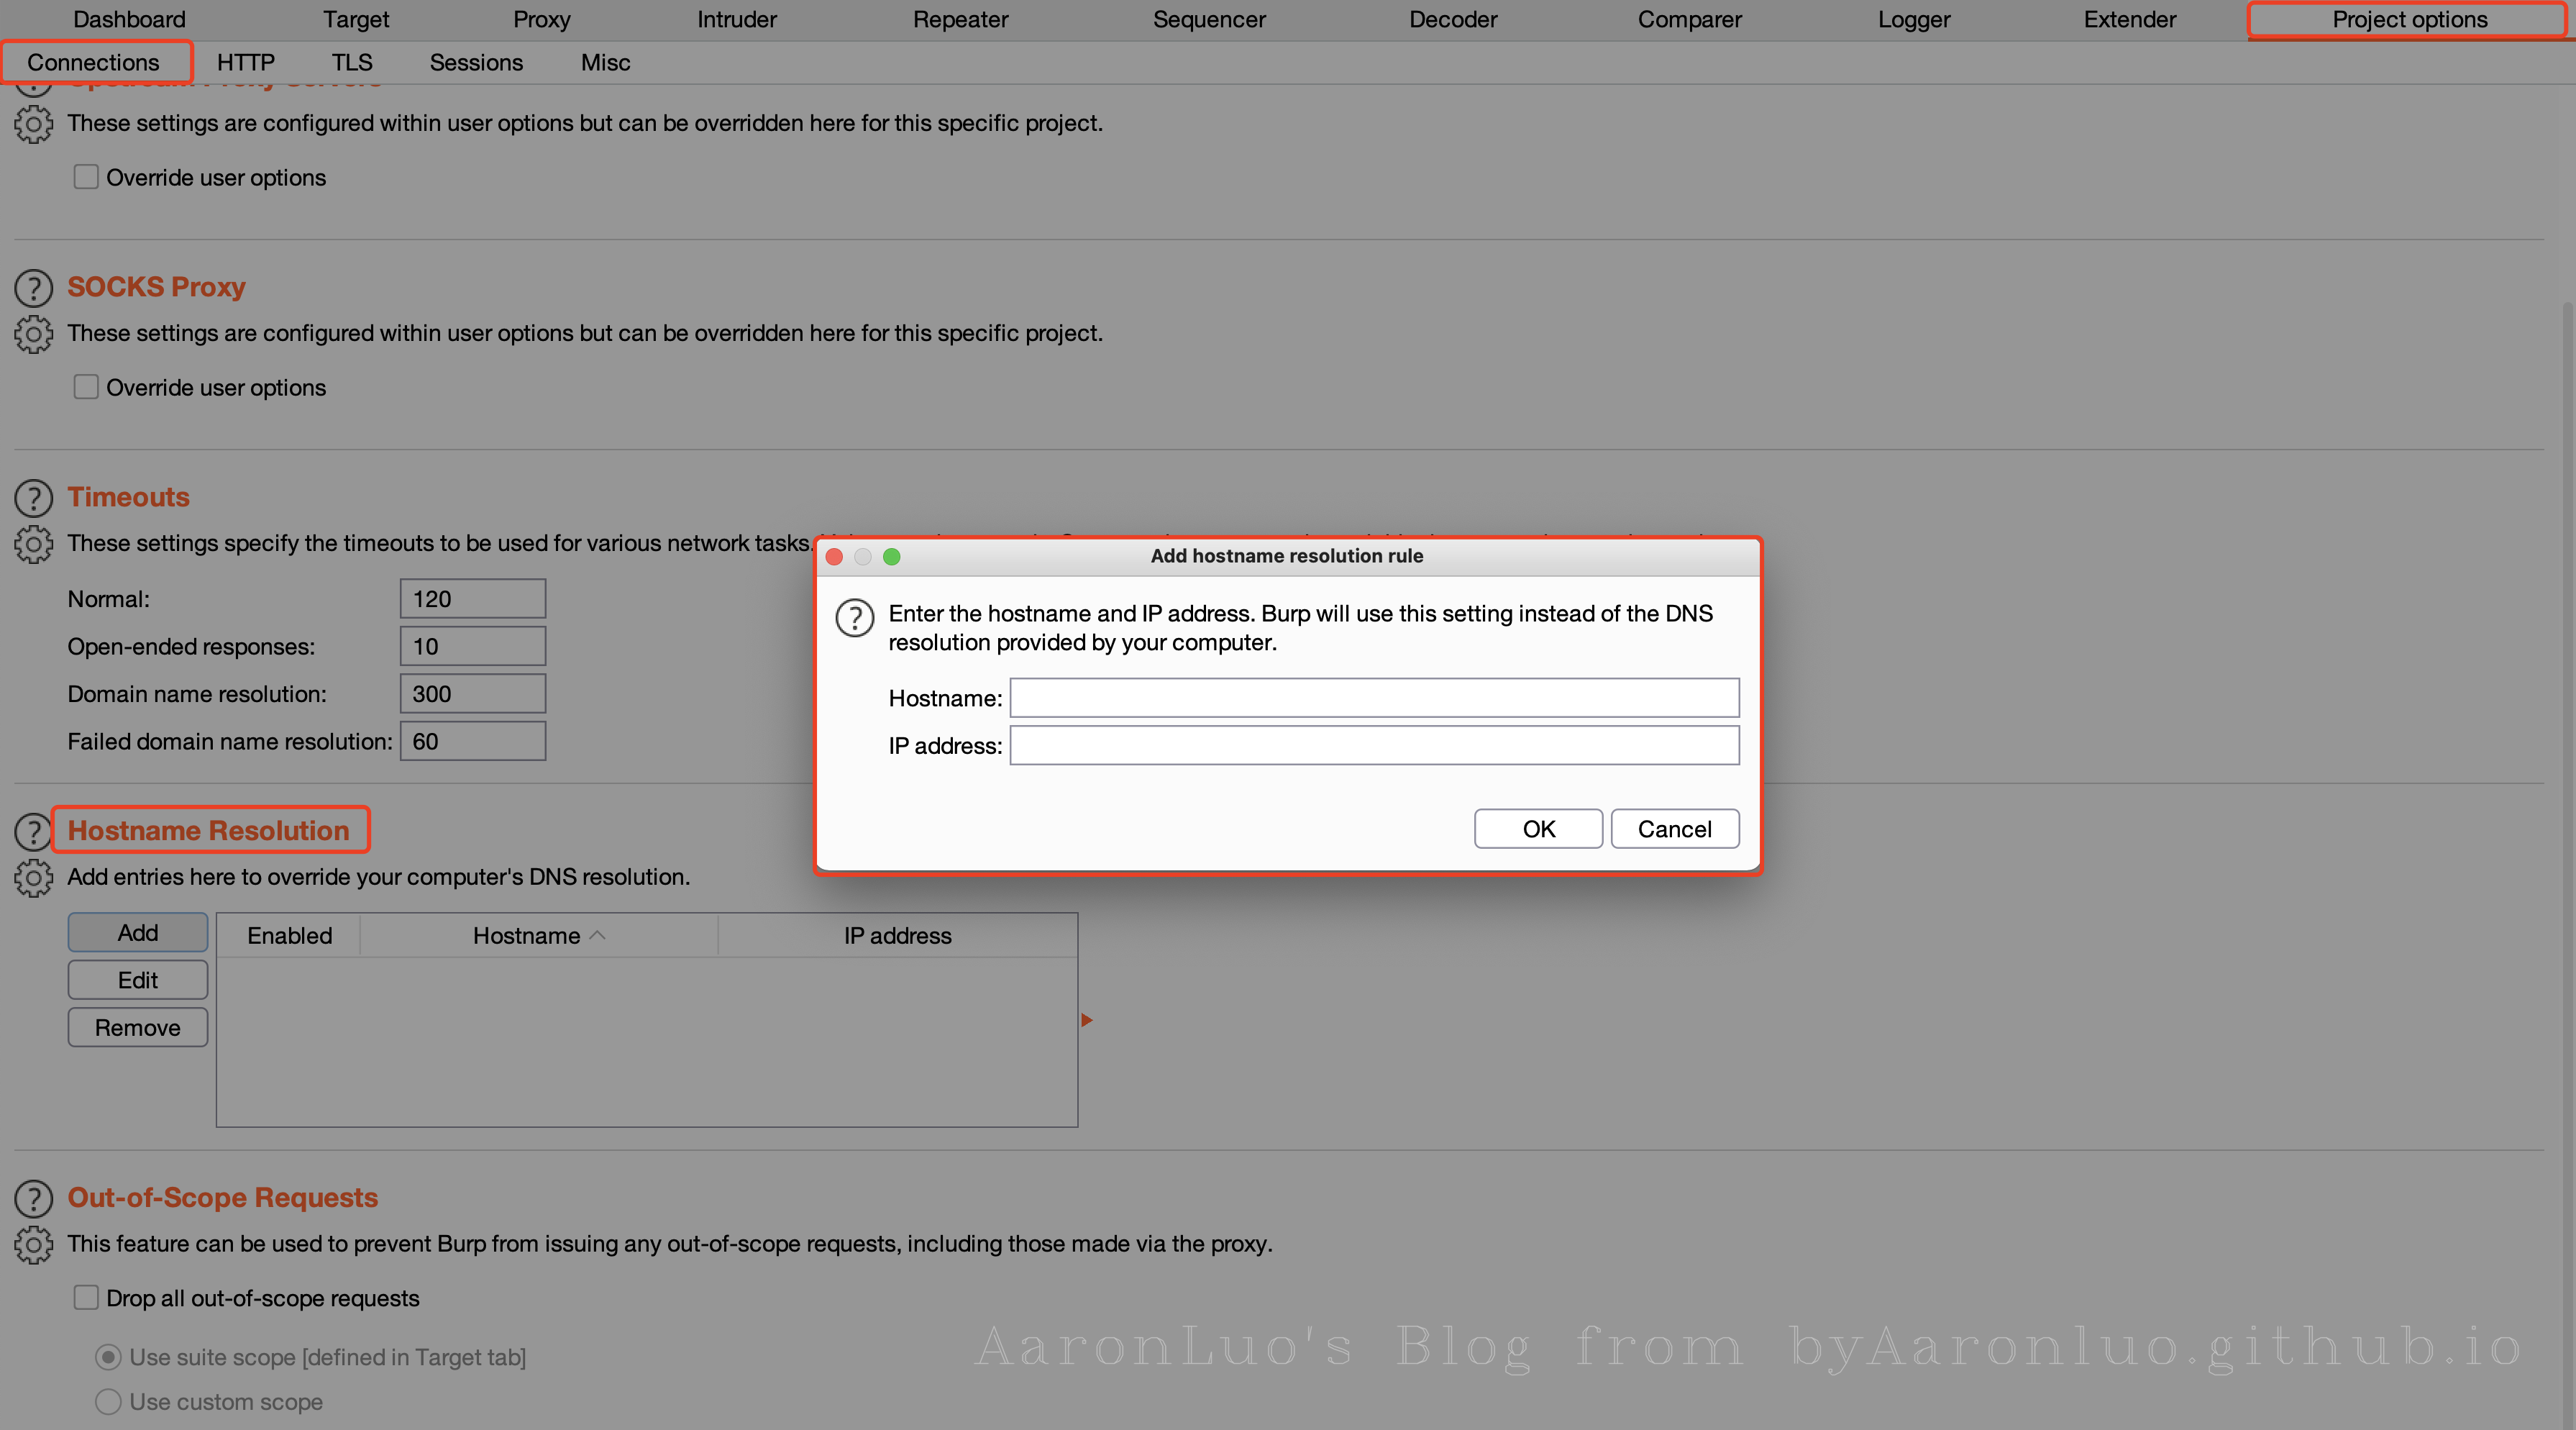 Dashboard Target Proxy Intruder Repeater Sequencer Decoder Comparer Logger Extender Project options
Connections HTTP TLS Sessions Misc
These settings are configured within user options but can be overridden here for this specific project.
Override user options
SOCKS Proxy
These settings are configured within user options but can be overridden here for this specific project.
Override user options
Timeouts
These settings specify the timeouts to be used for various network tasks.
Normal: 120
Open-ended responses: 10
Domain name resolution: 300
Failed domain name resolution: 60
Add hostname resolution rule
Enter the hostname and IP address. Burp will use this setting instead of the DNS
resolution provided by your computer.
Hostname:
IP address:
OK Cancel
Hostname Resolution
Add entries here to override your computer's DNS resolution.
Add
Edit
Remove
Enabled Hostname IP address
Out-of-Scope Requests
This feature can be used to prevent Burp from issuing any out-of-scope requests, including those made via the proxy.
Drop all out-of-scope requests
Use suite scope [defined in Target tab]
Use custom scope
AaronLuo's Blog from byAaronluo.github.io